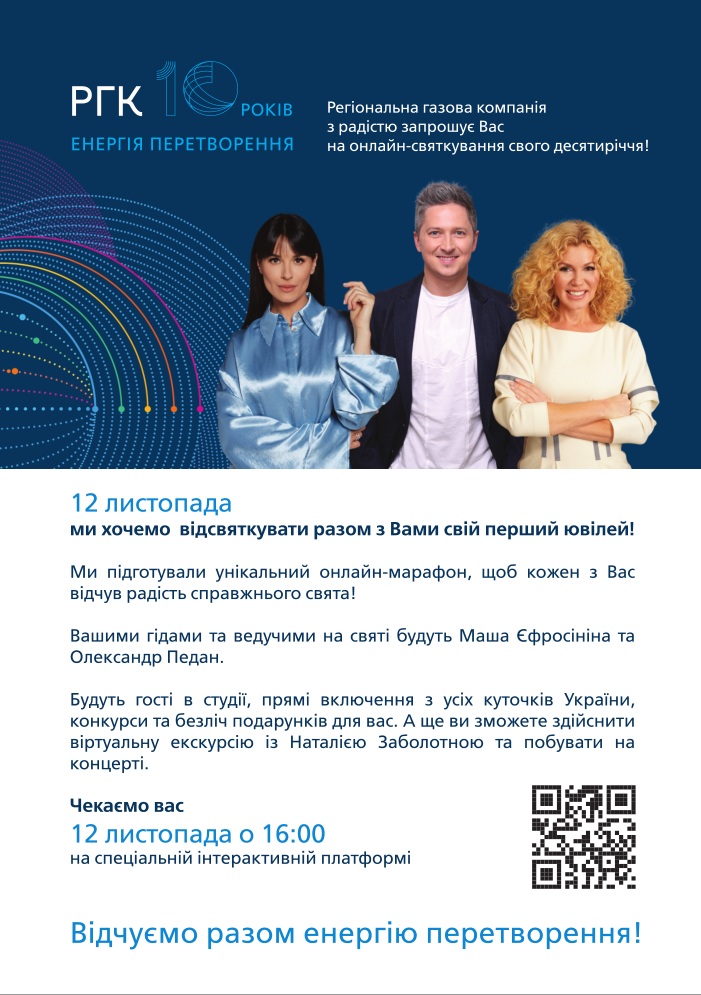 РГК 10 РОКІВ
ЕНЕРГІЯ ПЕРЕТВОРЕННЯ
Регіональна газова компанія
з радістю запрошує Вас
на онлайн-святкування свого десятиріччя!
12 листопада
ми хочемо відсвяткувати разом з Вами свій перший ювілей!
Ми підготували унікальний онлайн-марафон, щоб кожен з Вас
відчув радість справжнього свята!
Вашими гідами та ведучими на святі будуть Маша Єфросініна та
Олександр Педан.
Будуть гості в студії, прямі включення з усіх куточків України,
конкурси та безліч подарунків для вас. А ще ви зможете здійснити
віртуальну екскурсію із Наталією Заболотною та побувати на
концерті.
Чекаємо вас
12 листопада о 16:00
на спеціальній інтерактивній платформі
Відчуємо разом енергію перетворення!